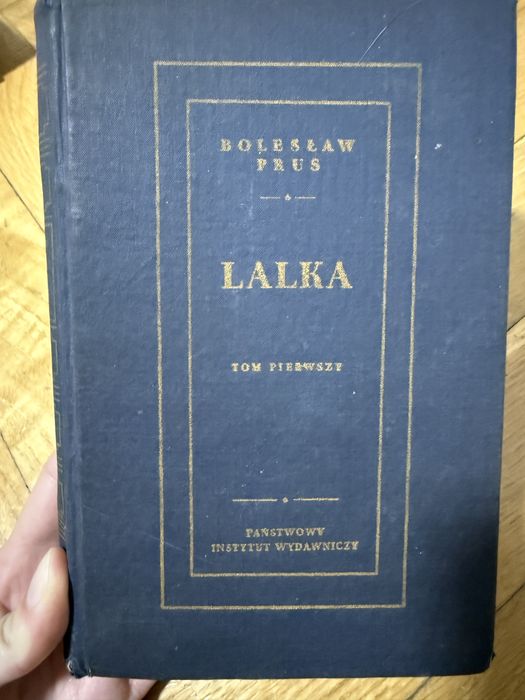 BOLESŁAW
PRUS
LALKA
TOM PIERWSZY
PAŃSTWOWY
INSTYTUT WYDAWNICZY